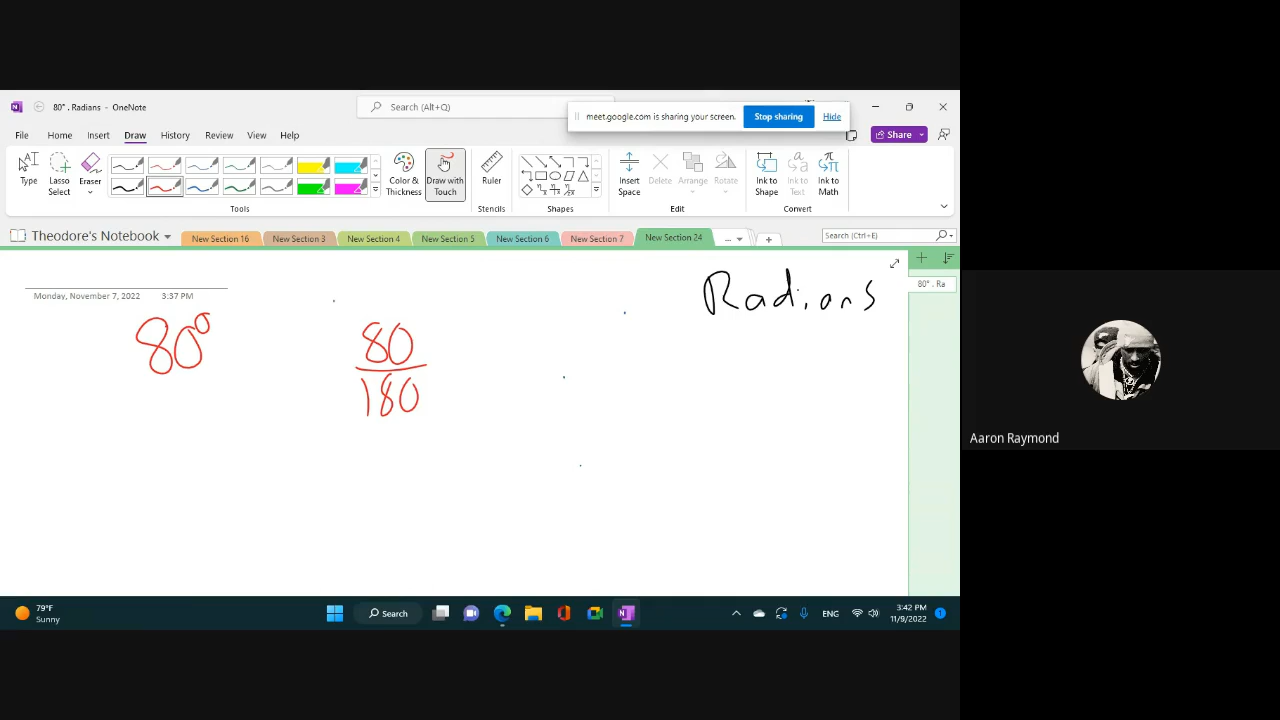 80° . Radians - OneNote
Search (Alt+Q)
meet.google.com is sharing your screen.
Stop sharing
Hide
File Home Insert Draw History Review View Help
Share
Type
Lasso Select
Eraser
Color & Thickness
Draw with Touch
Ruler
Insert Space
Delete
Arrange
Rotate
Ink to Shape
Ink to Text
Ink to Math
Tools
Stencils
Shapes
Edit
Convert
Theodore's Notebook
New Section 16
New Section 3
New Section 4
New Section 5
New Section 6
New Section 7
New Section 24
...
Search (Ctrl+E)
80° . Ra
Radians
Monday, November 7, 2022 3:37 PM
80°
80
180
Aaron Raymond
79°F
Sunny
Search
ENG
3:42 PM
11/9/2022
1